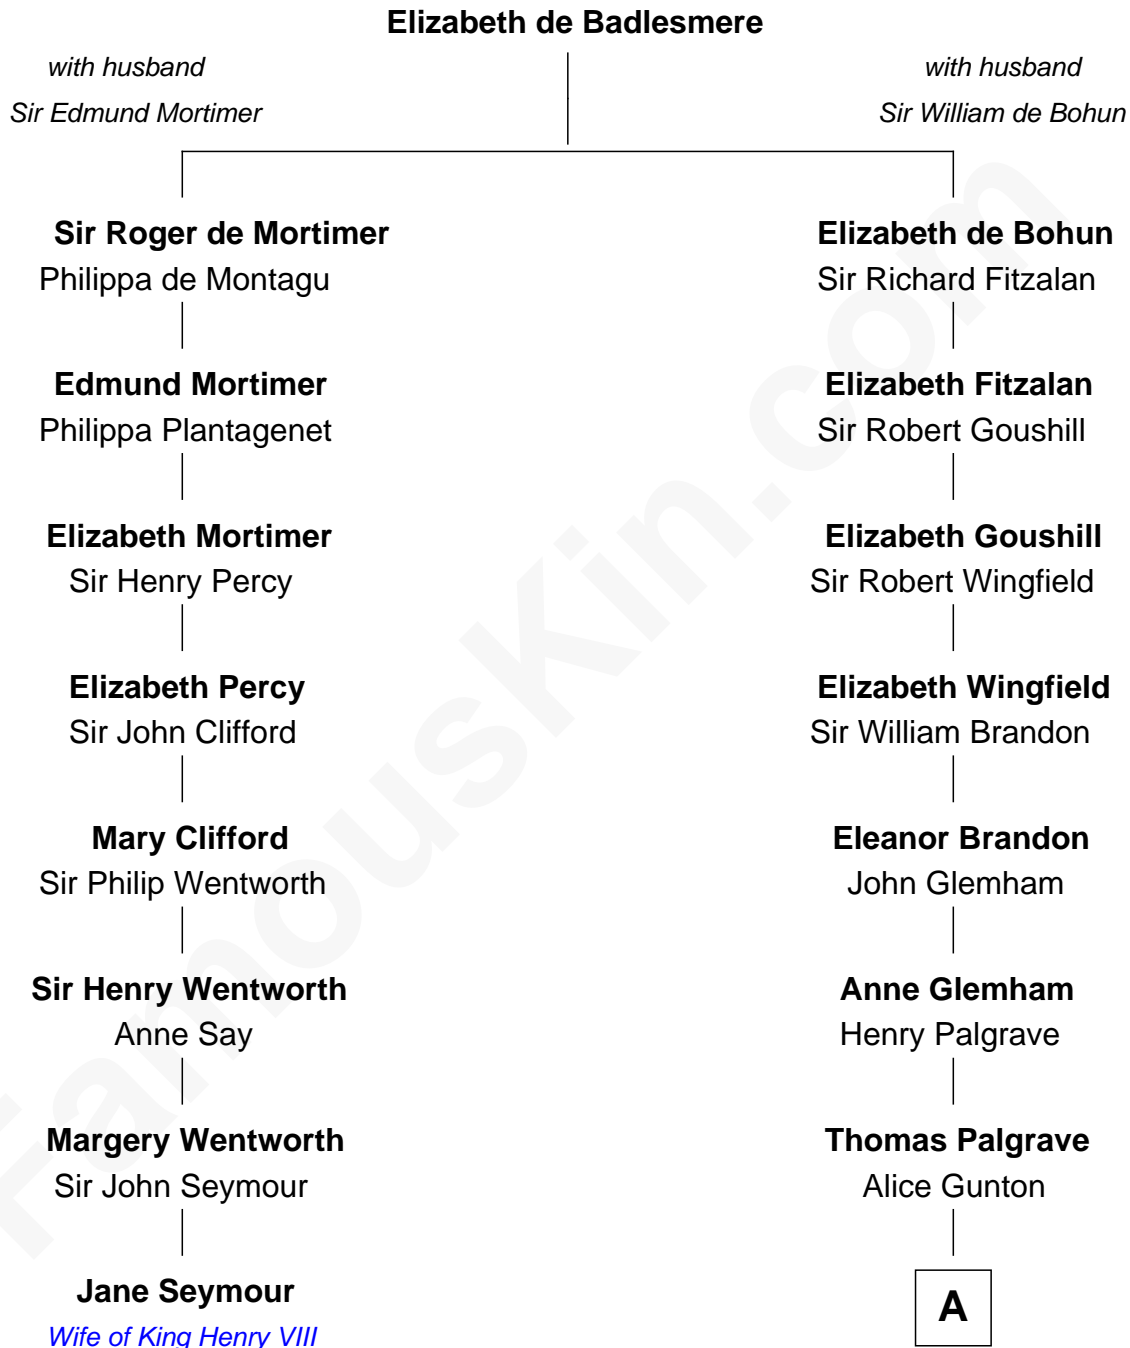 Elizabeth de Badlesmere
with husband
Sir Edmund Mortimer
with husband
Sir William de Bohun
Sir Roger de Mortimer
Philippa de Montagu
Edmund Mortimer
Philippa Plantagenet
Elizabeth Mortimer
Sir Henry Percy
Elizabeth Percy
Sir John Clifford
Mary Clifford
Sir Philip Wentworth
Sir Henry Wentworth
Anne Say
Margery Wentworth
Sir John Seymour
Jane Seymour
Wife of King Henry VIII
Elizabeth de Bohun
Sir Richard Fitzalan
Elizabeth Fitzalan
Sir Robert Goushill
Elizabeth Goushill
Sir Robert Wingfield
Elizabeth Wingfield
Sir William Brandon
Eleanor Brandon
John Glemham
Anne Glemham
Henry Palgrave
Thomas Palgrave
Alice Gunton
A
FamousKin.com